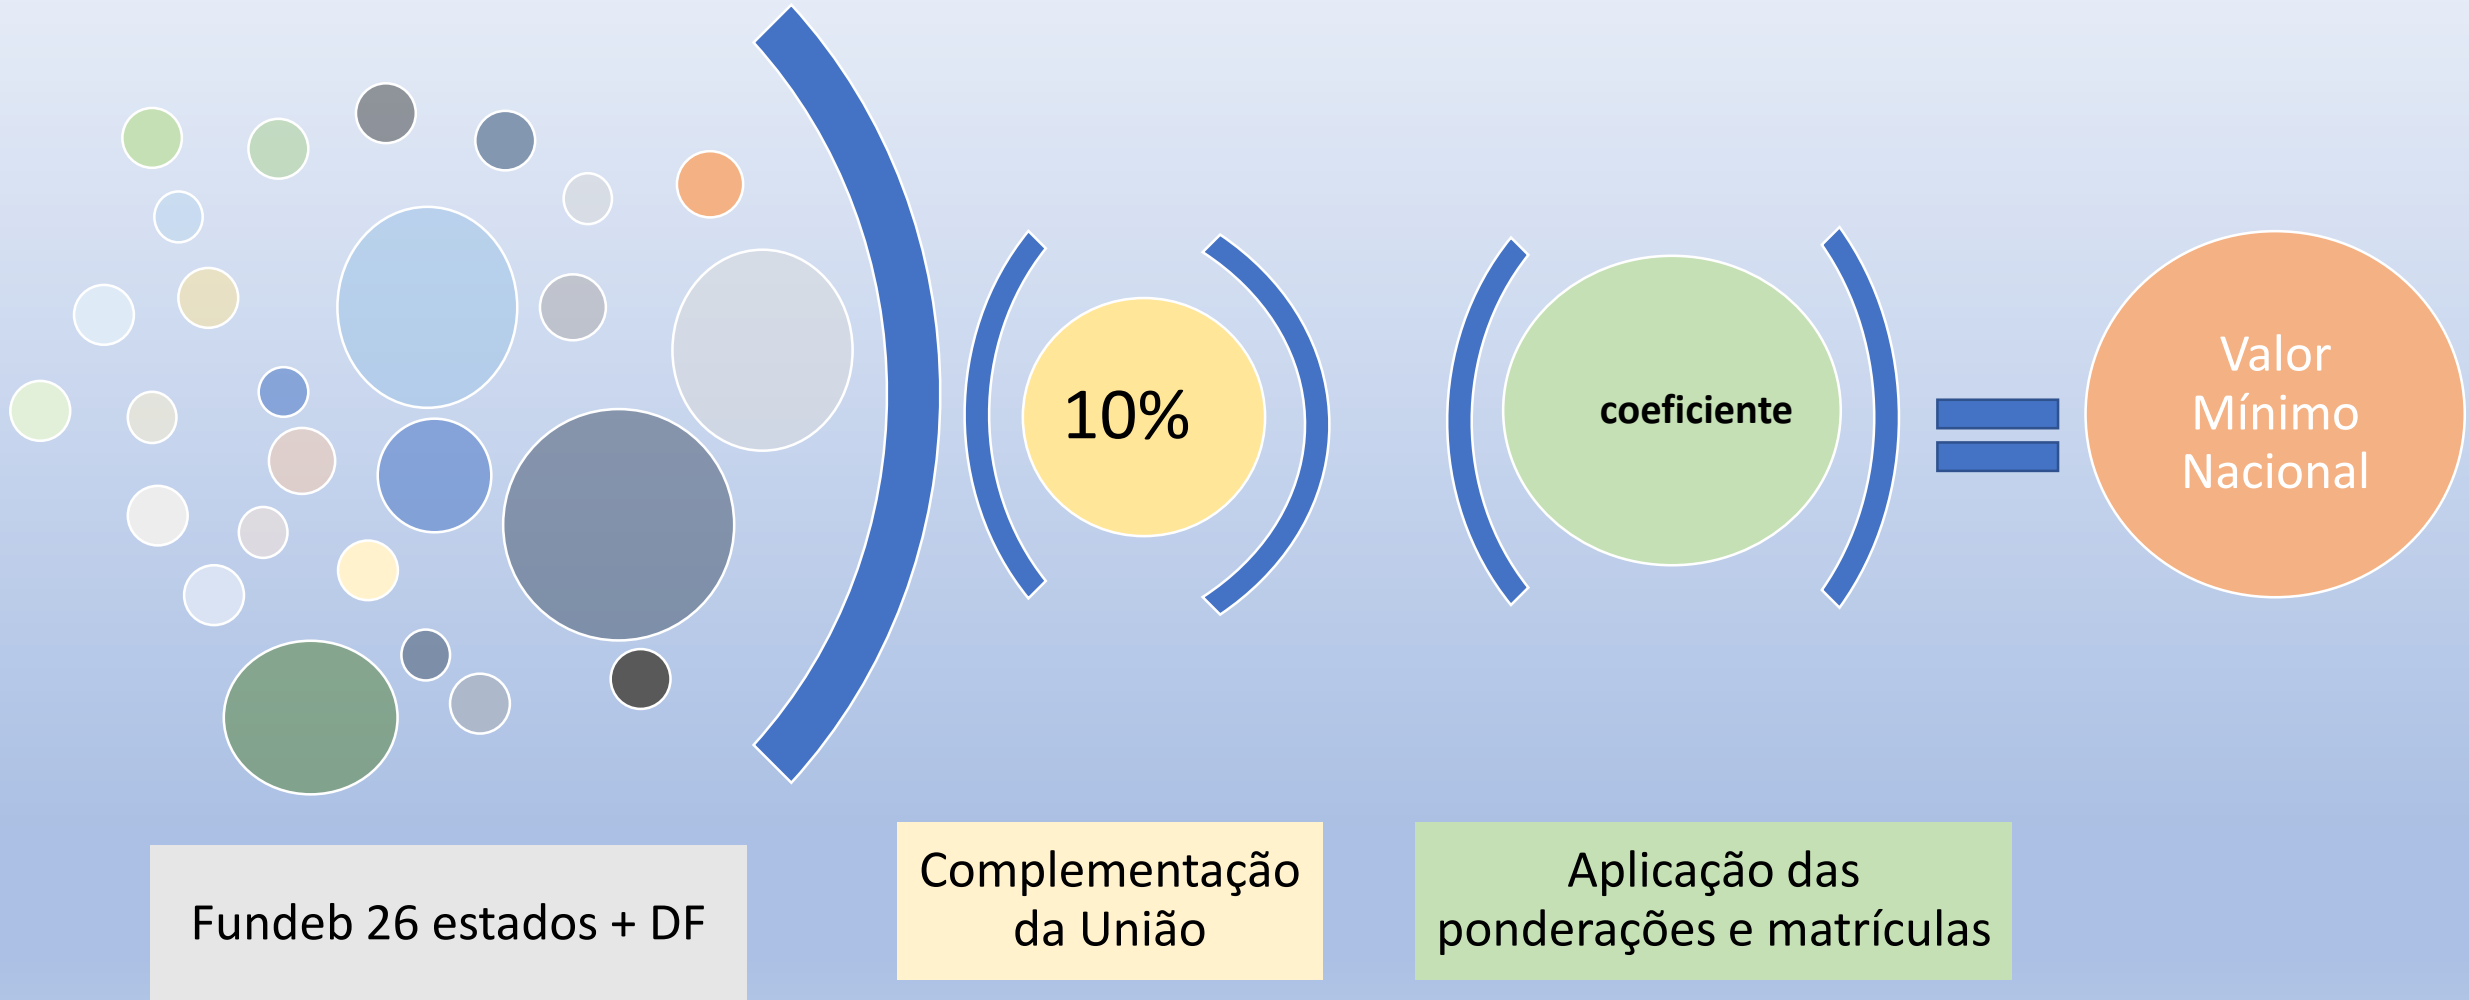 10%
coeficiente
Valor
Mínimo
Nacional
Fundeb 26 estados + DF
Complementação
da União
Aplicação das
ponderações e matrículas